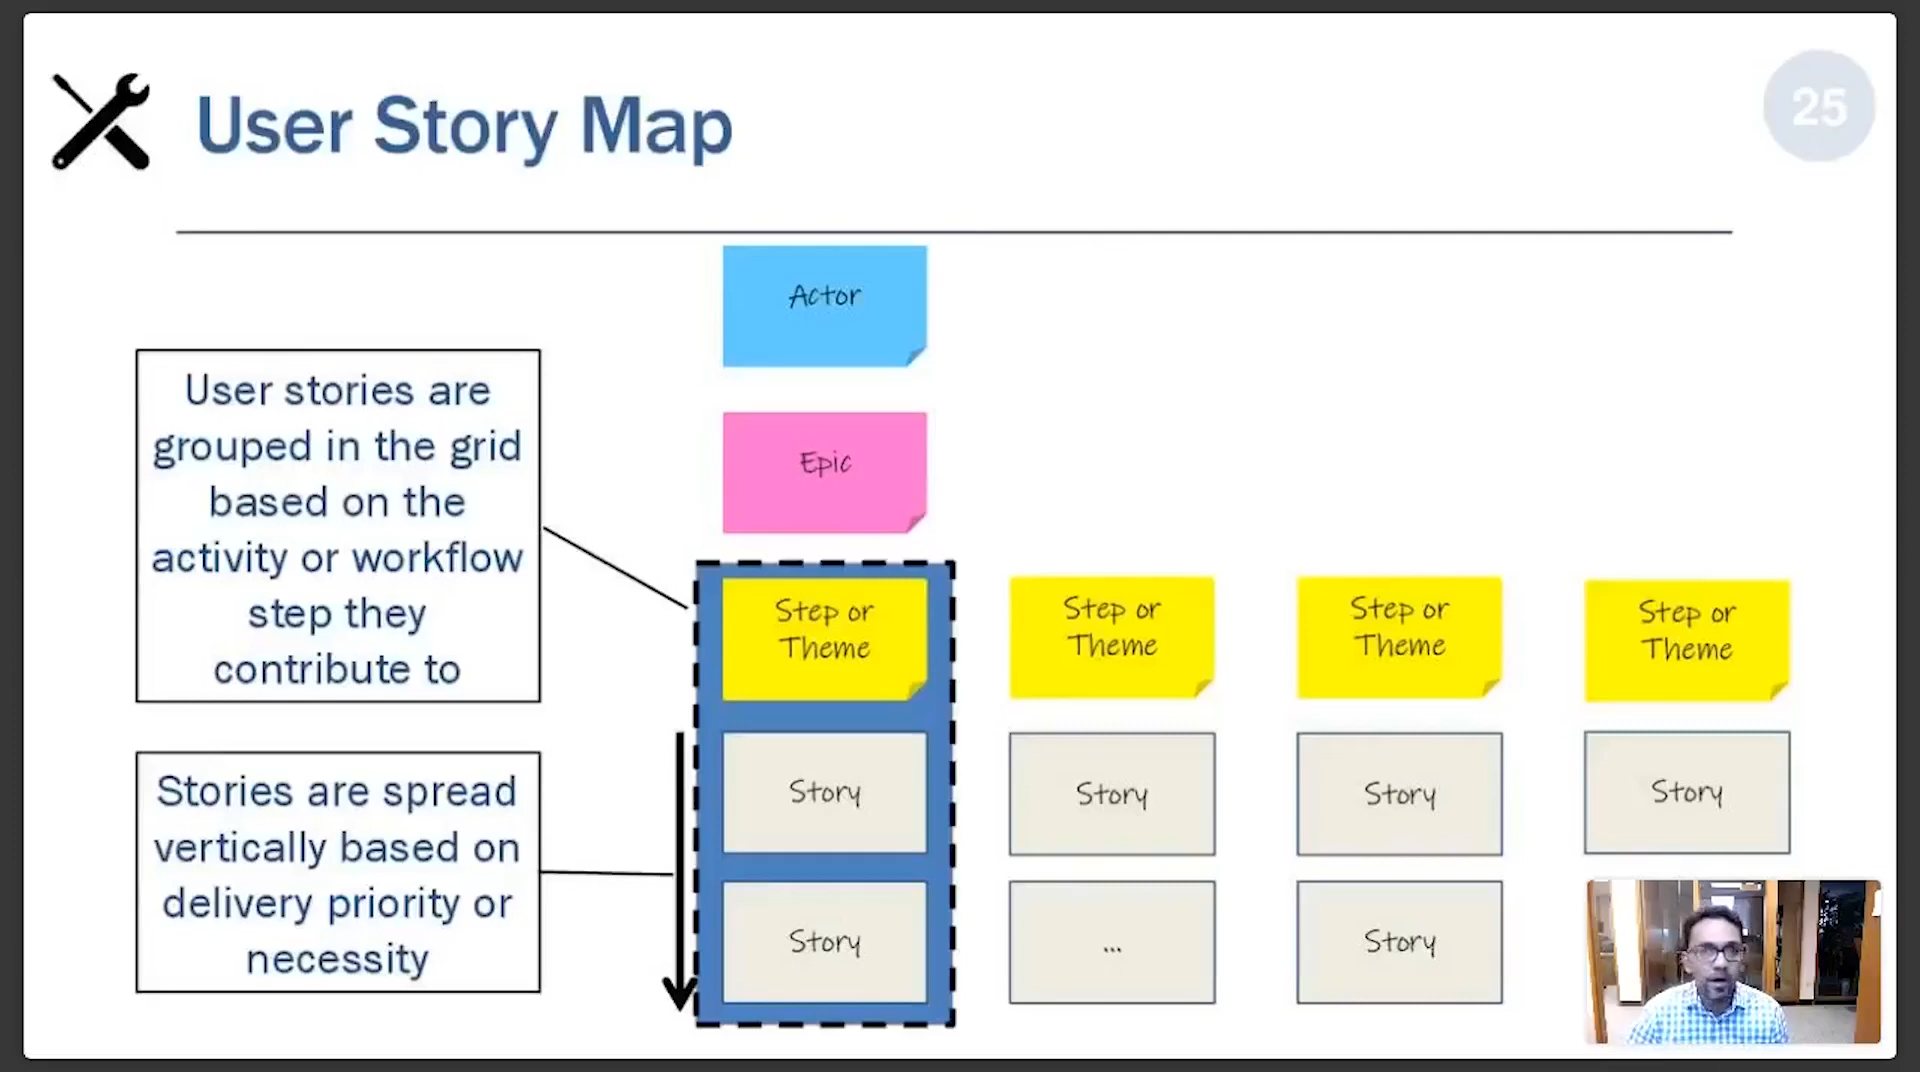 User Story Map
25
Actor
User stories are
grouped in the grid
based on the
activity or workflow
step they
contribute to
Epic
Step or
Theme
Step or
Theme
Step or
Theme
Step or
Theme
Stories are spread
vertically based on
delivery priority or
necessity
Story
Story
Story
Story
Story
...
Story